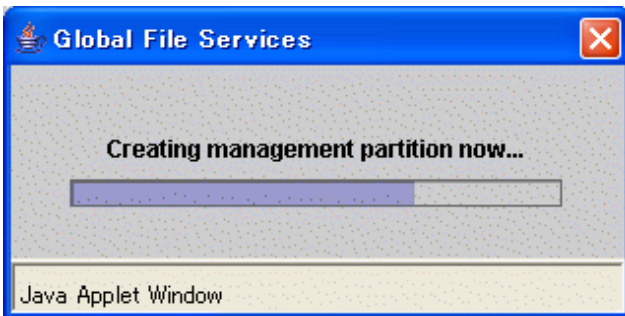 Global File Services
Creating management partition now...
Java Applet Window